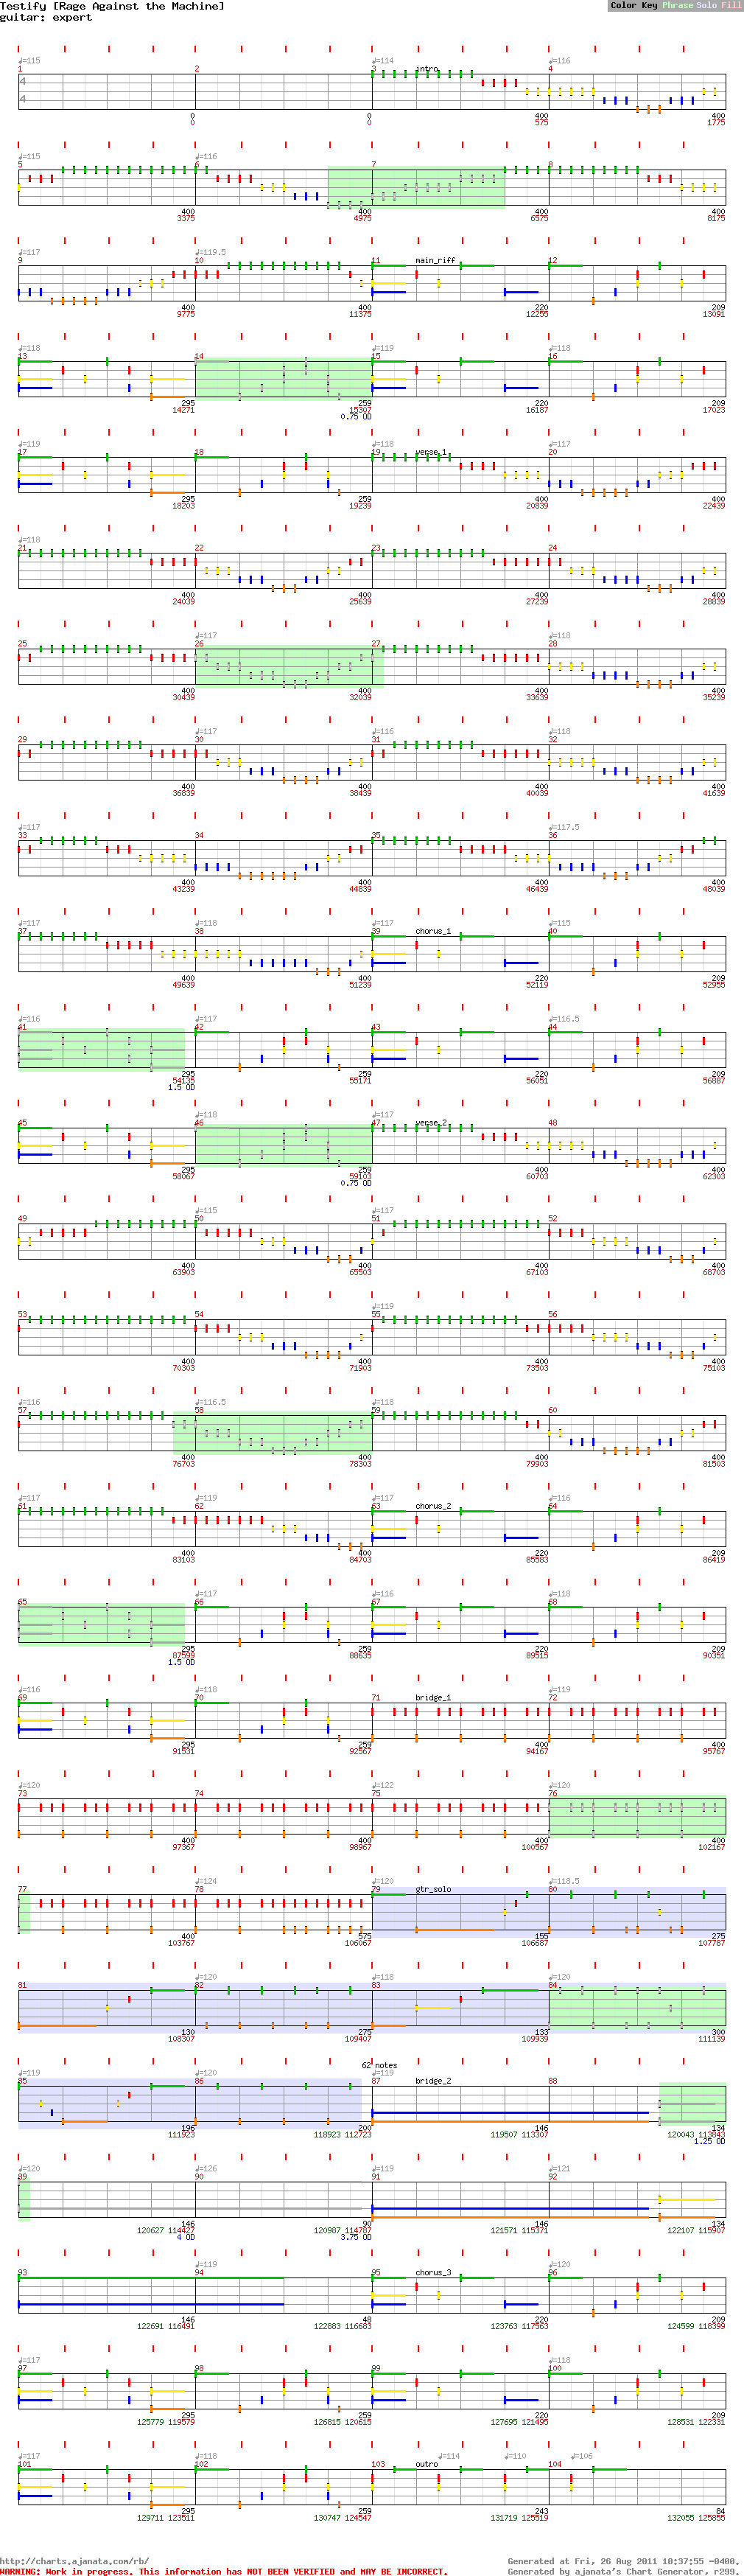 Testify [Rage Against the Machine]
guitar: expert
Color Key Phrase Solo Fill
♩=115 ♩=114 ♩=116
1 2 3 intro 4
4
4
0 0 400 400
575 1775
♩=115 ♩=116
5 6 7 8
400 400 400 400
3375 4975 6575 8175
♩=117 ♩=119.5
9 10 11 main_riff 12
400 400 220 209
9775 11375 12255 13091
♩=118 ♩=119 ♩=118
13 14 15 16
295 259 220 209
14271 15307 16187 17023
0.75 OD
♩=119 ♩=118 ♩=117
17 18 19 verse_1 20
295 259 400 400
18203 19239 20839 22439
♩=118
21 22 23 24
400 400 400 400
24039 25639 27239 28839
♩=117 ♩=118
25 26 27 28
400 400 400 400
30439 32039 33639 35239
♩=117 ♩=116 ♩=118
29 30 31 32
400 400 400 400
36839 38439 40039 41639
♩=117 ♩=117.5
33 34 35 36
400 400 400 400
43239 44839 46439 48039
♩=117 ♩=118 ♩=117 ♩=115
37 38 39 chorus_1 40
400 400 220 209
49639 51239 52119 52955
♩=116 ♩=117 ♩=116.5
41 42 43 44
295 259 220 209
54135 55171 56051 56887
1.5 OD
♩=118 ♩=117
45 46 47 verse_2 48
295 259 400 400
58067 59103 60703 62303
0.75 OD
♩=115 ♩=117
49 50 51 52
400 400 400 400
63903 65503 67103 68703
♩=119
53 54 55 56
400 400 400 400
70303 71903 73503 75103
♩=116 ♩=116.5 ♩=118
57 58 59 60
400 400 400 400
76703 78303 79903 81503
♩=117 ♩=119 ♩=117 ♩=116
61 62 63 chorus_2 64
400 400 220 209
83103 84703 85583 86419
♩=117 ♩=116 ♩=118
65 66 67 68
295 259 220 209
87599 88635 89515 90351
1.5 OD
♩=116 ♩=118 ♩=119
69 70 71 bridge_1 72
295 259 400 400
91531 92567 94167 95767
♩=120 ♩=122 ♩=120
73 74 75 76
400 400 400 400
97367 98967 100567 102167
♩=124 ♩=120 ♩=118.5
77 78 79 gtr_solo 80
400 575 155 275
103767 106067 106687 107787
♩=120 ♩=118 ♩=120
81 82 83 84
130 275 133 300
108307 109407 109939 111139
62 notes
♩=119 ♩=120 ♩=119
85 86 87 bridge_2 88
196 200 146 134
111923 118923 112723 119507 113307 120043 113843
1.25 OD
♩=120 ♩=126 ♩=119 ♩=121
89 90 91 92
146 90 146 134
120627 114427 120987 114787 121571 115371 122107 115907
4 OD 3.75 OD
♩=119 ♩=120
93 94 95 chorus_3 96
146 48 220 209
122691 116491 122883 116683 123763 117563 124599 118399
♩=117 ♩=118
97 98 99 100
295 259 220 209
125779 119579 126815 120615 127695 121495 128531 122331
♩=117 ♩=118 ♩=114 ♩=110 ♩=106
101 102 103 outro 104
295 259 243 84
129711 123511 130747 124547 131719 125519 132055 125855
http://charts.ajanata.com/rb/
Generated at Fri, 26 Aug 2011 10:37:55 -0400.
WARNING: Work in progress. This information has NOT BEEN VERIFIED and MAY BE INCORRECT.
Generated by ajanata's Chart Generator, r299.